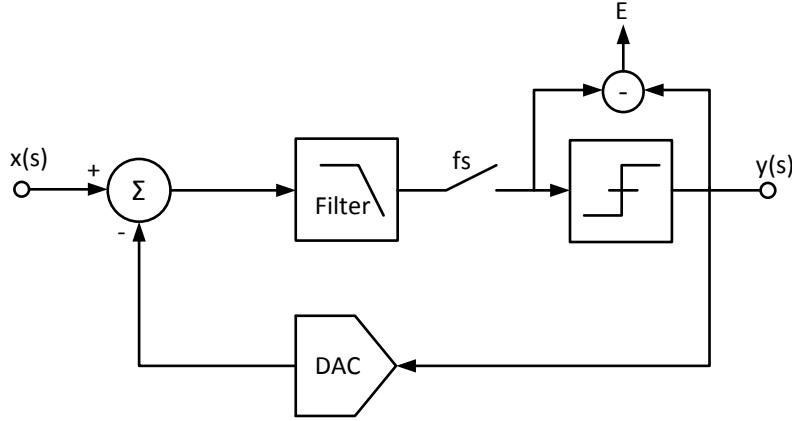 E
-
x(s)
+
Σ
-
Filter
fs
y(s)
DAC